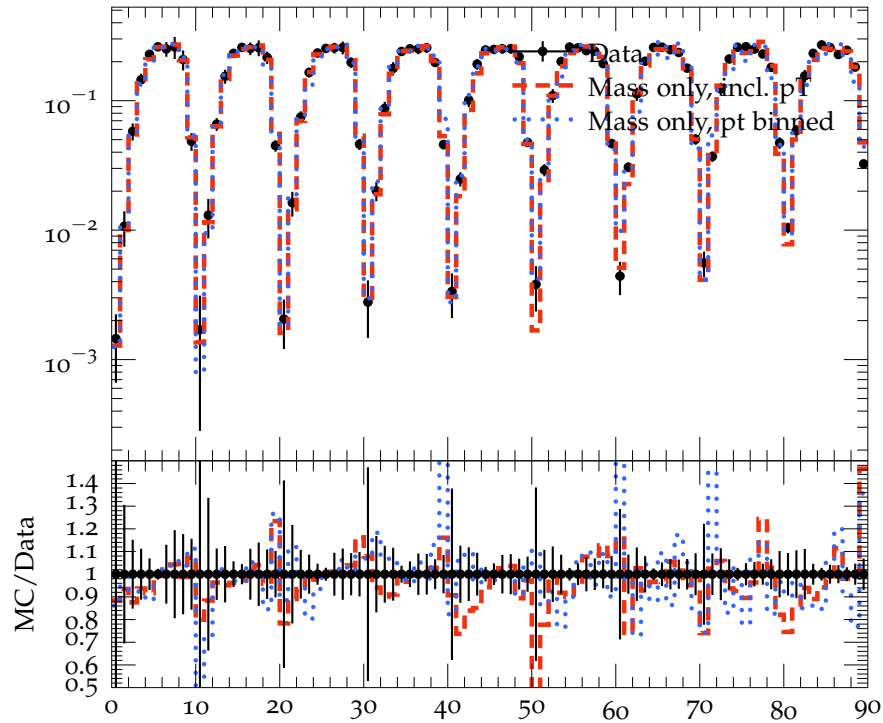 Data
Mass only, incl. pT
Mass only, pt binned
10⁻¹
10⁻²
10⁻³
MC/Data
1.4
1.3
1.2
1.1
1
0.9
0.8
0.7
0.6
0.5
0 10 20 30 40 50 60 70 80 90